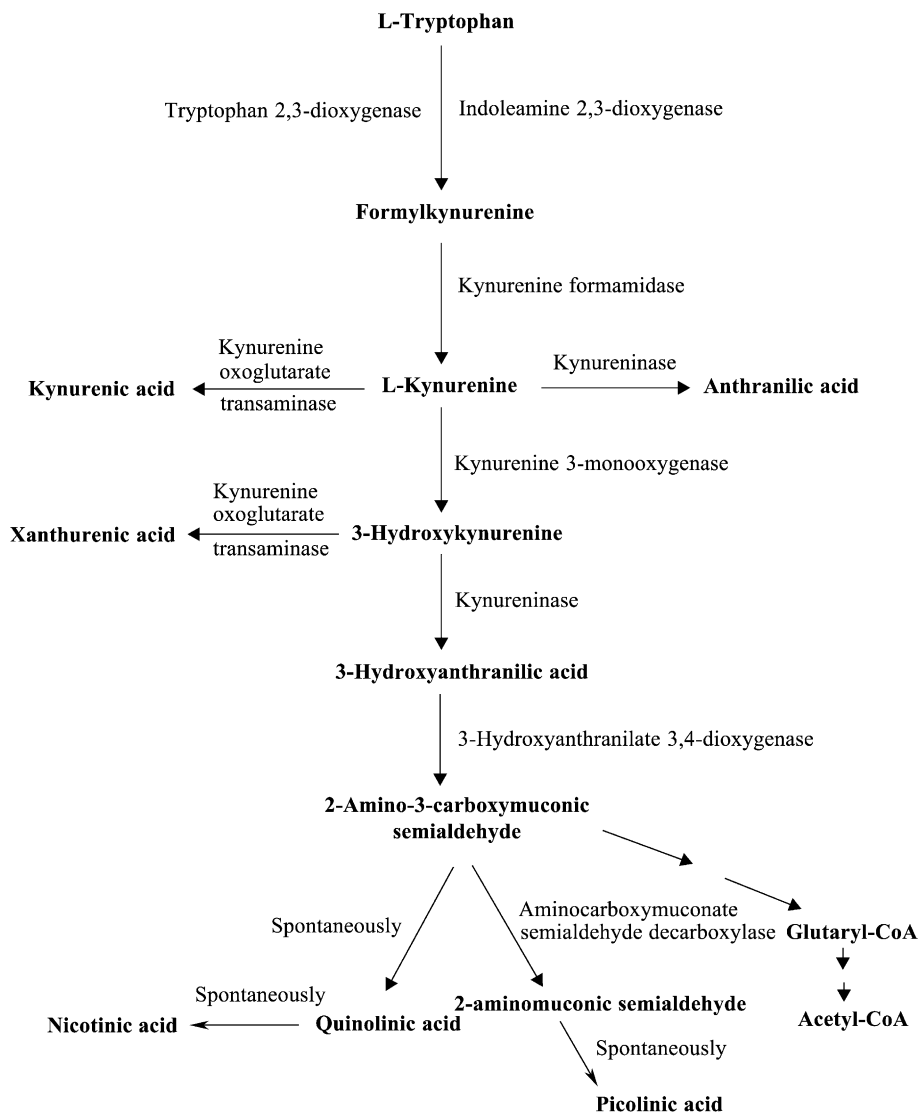 L-Tryptophan
Tryptophan 2,3-dioxygenase
Indoleamine 2,3-dioxygenase
Formylkynurenine
Kynurenine formamidase
Kynurenine
oxoglutarate
transaminase
Kynureninase
Kynurenic acid
L-Kynurenine
Anthranilic acid
Kynurenine 3-monooxygenase
Kynurenine
oxoglutarate
transaminase
Xanthurenic acid
3-Hydroxykynurenine
Kynureninase
3-Hydroxyanthranilic acid
3-Hydroxyanthranilate 3,4-dioxygenase
2-Amino-3-carboxymuconic
semialdehyde
Spontaneously
Aminocarboxymuconate
semialdehyde decarboxylase
Glutaryl-CoA
Spontaneously
Nicotinic acid
Quinolinic acid
2-aminomuconic semialdehyde
Acetyl-CoA
Spontaneously
Picolinic acid